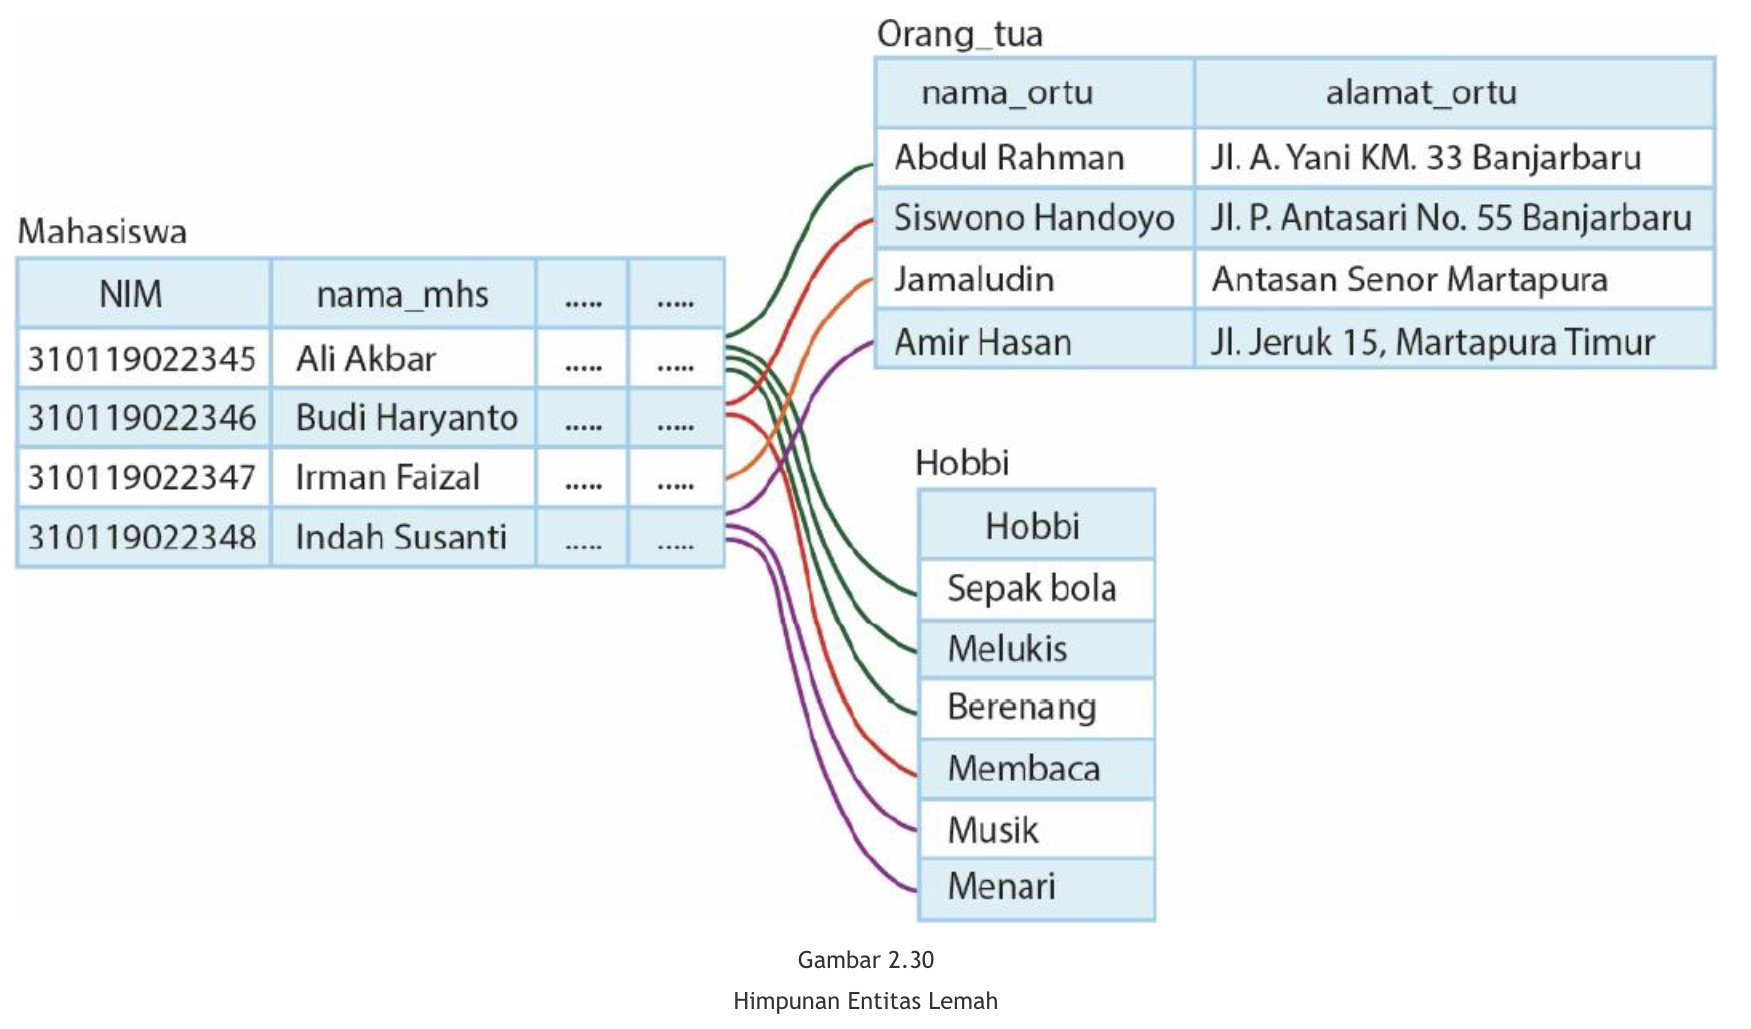 Orang_tua
nama_ortu alamat_ortu
Abdul Rahman Jl. A. Yani KM. 33 Banjarbaru
Siswono Handoyo Jl. P. Antasari No. 55 Banjarbaru
Jamaludin Antasan Senor Martapura
Amir Hasan Jl. Jeruk 15, Martapura Timur
Mahasiswa
NIM nama_mhs ..... .....
310119022345 Ali Akbar ..... .....
310119022346 Budi Haryanto ..... .....
310119022347 Irman Faizal ..... .....
310119022348 Indah Susanti ..... .....
Hobbi
Hobbi
Sepak bola
Melukis
Berenang
Membaca
Musik
Menari
Gambar 2.30
Himpunan Entitas Lemah